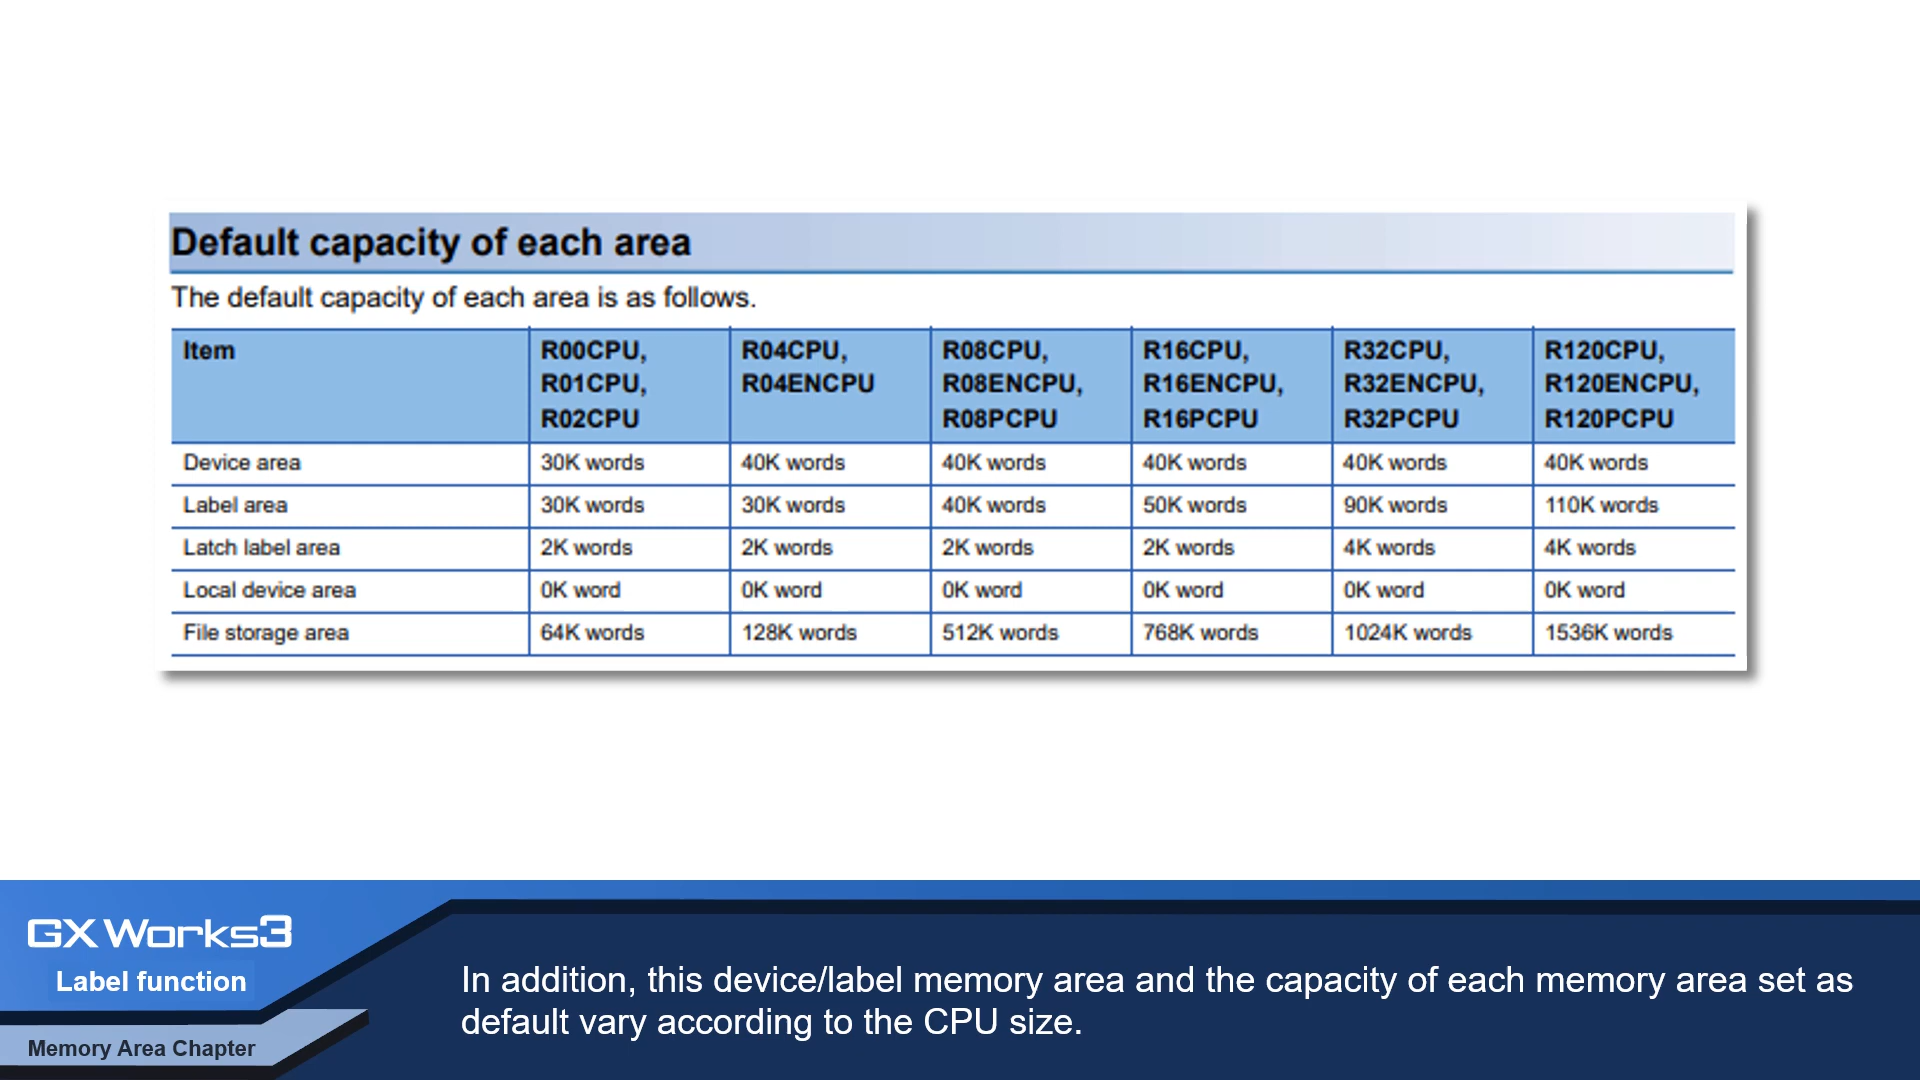 Default capacity of each area
The default capacity of each area is as follows.
Item R00CPU, R01CPU, R02CPU R04CPU, R04ENCPU R08CPU, R08ENCPU, R08PCPU R16CPU, R16ENCPU, R16PCPU R32CPU, R32ENCPU, R32PCPU R120CPU, R120ENCPU, R120PCPU
Device area 30K words 40K words 40K words 40K words 40K words 40K words
Label area 30K words 30K words 40K words 50K words 90K words 110K words
Latch label area 2K words 2K words 2K words 2K words 4K words 4K words
Local device area 0K word 0K word 0K word 0K word 0K word 0K word
File storage area 64K words 128K words 512K words 768K words 1024K words 1536K words
GX Works3
Label function
Memory Area Chapter
In addition, this device/label memory area and the capacity of each memory area set as
default vary according to the CPU size.